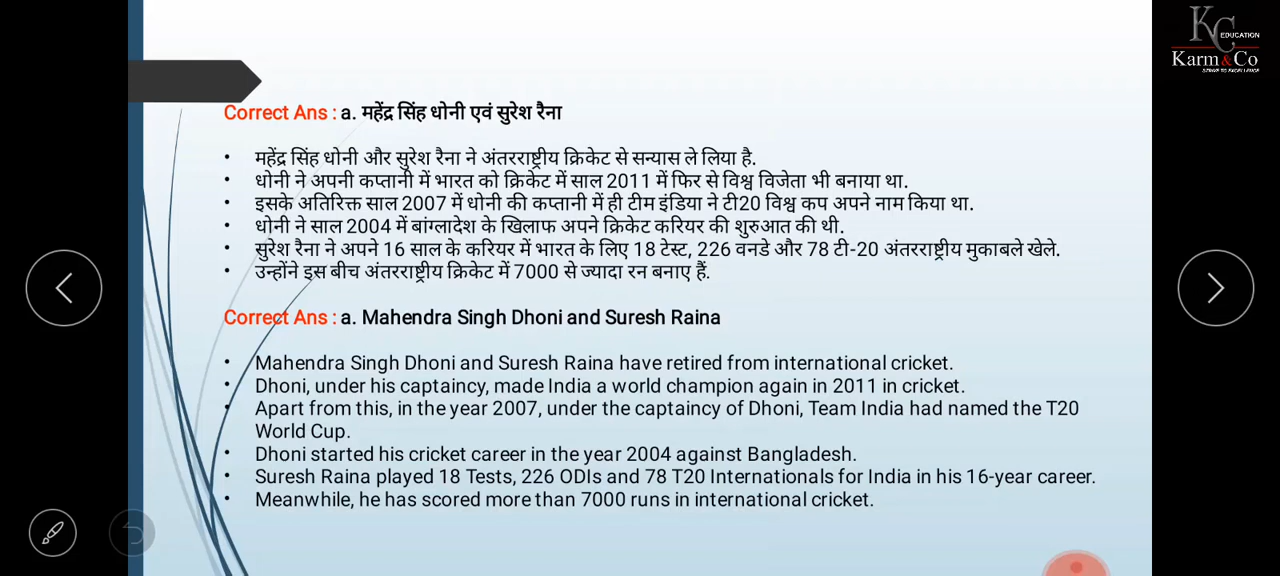 KC EDUCATION
Karm&Co
STRIVE TO EXCELLENCE
Correct Ans : a. महेंद्र सिंह धोनी एवं सुरेश रैना
• महेंद्र सिंह धोनी और सुरेश रैना ने अंतरराष्ट्रीय क्रिकेट से सन्यास ले लिया है.
• धोनी ने अपनी कप्तानी में भारत को क्रिकेट में साल 2011 में फिर से विश्व विजेता भी बनाया था.
• इसके अतिरिक्त साल 2007 में धोनी की कप्तानी में ही टीम इंडिया ने टी20 विश्व कप अपने नाम किया था.
• धोनी ने साल 2004 में बांग्लादेश के खिलाफ अपने क्रिकेट करियर की शुरुआत की थी.
• सुरेश रैना ने अपने 16 साल के करियर में भारत के लिए 18 टेस्ट, 226 वनडे और 78 टी-20 अंतरराष्ट्रीय मुकाबले खेले.
• उन्होंने इस बीच अंतरराष्ट्रीय क्रिकेट में 7000 से ज्यादा रन बनाए हैं.
Correct Ans : a. Mahendra Singh Dhoni and Suresh Raina
• Mahendra Singh Dhoni and Suresh Raina have retired from international cricket.
• Dhoni, under his captaincy, made India a world champion again in 2011 in cricket.
• Apart from this, in the year 2007, under the captaincy of Dhoni, Team India had named the T20
World Cup.
• Dhoni started his cricket career in the year 2004 against Bangladesh.
• Suresh Raina played 18 Tests, 226 ODIs and 78 T20 Internationals for India in his 16-year career.
• Meanwhile, he has scored more than 7000 runs in international cricket.